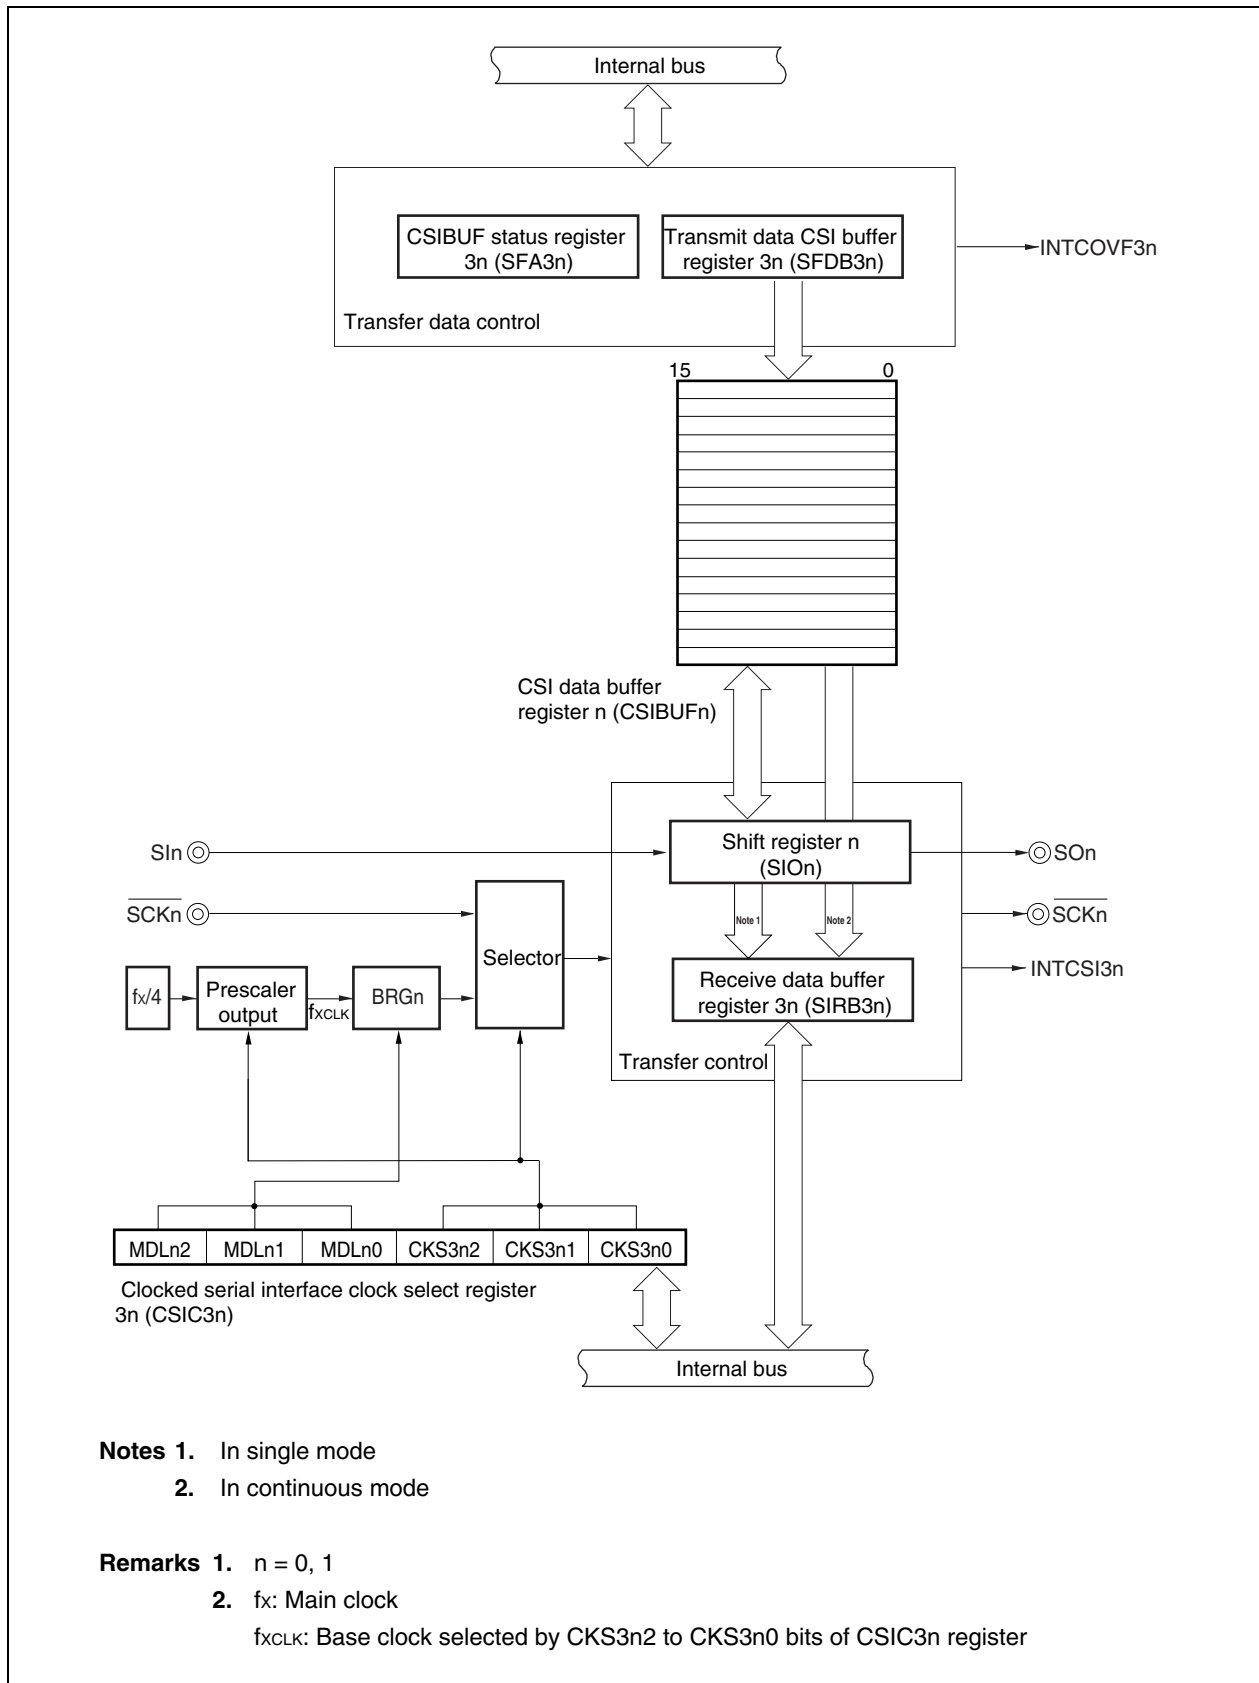 Internal bus
CSIBUF status register
3n (SFA3n)
Transmit data CSI buffer
register 3n (SFDB3n)
INTCOVF3n
Transfer data control
15
0
CSI data buffer
register n (CSIBUFn)
SIn
Shift register n
(SIOn)
SOn
SCKn
SCKn
Note 1
Note 2
Selector
INTCSI3n
fx/4
Prescaler
output
fXCLK
BRGn
Receive data buffer
register 3n (SIRB3n)
Transfer control
MDLn2
MDLn1
MDLn0
CKS3n2
CKS3n1
CKS3n0
Clocked serial interface clock select register
3n (CSIC3n)
Internal bus
Notes 1. In single mode
2. In continuous mode
Remarks 1. n = 0, 1
2. fx: Main clock
fXCLK: Base clock selected by CKS3n2 to CKS3n0 bits of CSIC3n register